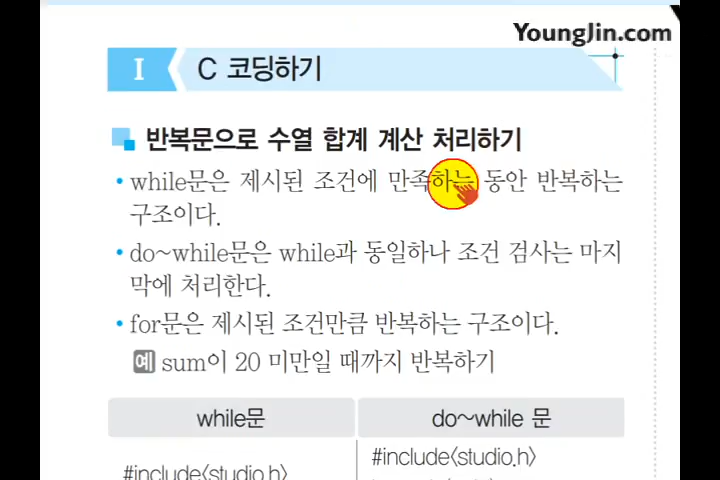 YoungJin.com
I C 코딩하기
반복문으로 수열 합계 계산 처리하기
• while문은 제시된 조건에 만족하는 동안 반복하는
구조이다.
• do~while문은 while과 동일하나 조건 검사는 마지
막에 처리한다.
• for문은 제시된 조건만큼 반복하는 구조이다.
예 sum이 20 미만일 때까지 반복하기
while문 do~while 문
#include<studio.h>
#include<studio.h>